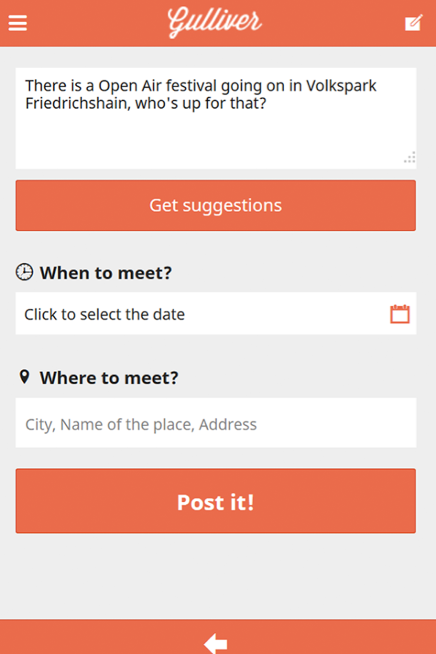 Gulliver
There is a Open Air festival going on in Volkspark
Friedrichshain, who's up for that?
Get suggestions
When to meet?
Click to select the date
Where to meet?
City, Name of the place, Address
Post it!